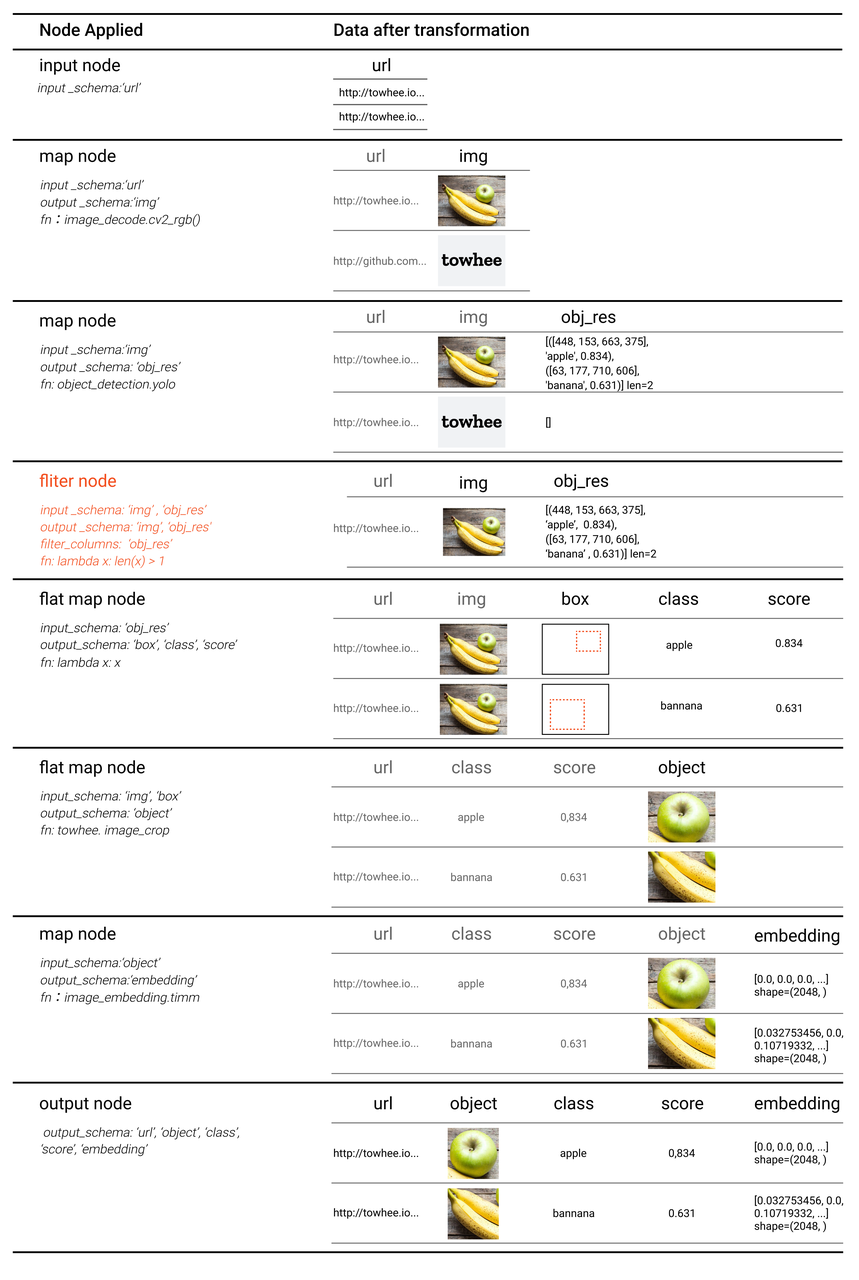 Node Applied Data after transformation
input node url
input _schema:‘url’
http://towhee.io...
http://towhee.io...
map node url img
input _schema:‘url’
output _schema:‘img’
fn：image_decode.cv2_rgb()
http://towhee.io...
http://github.com... towhee
map node url img obj_res
input _schema:‘img’
output _schema: ‘obj_res’
fn: object_detection.yolo
http://towhee.io...
[([448, 153, 663, 375],
'apple', 0.834),
([63, 177, 710, 606],
'banana', 0.631)] len=2
http://towhee.io... towhee []
fliter node url img obj_res
input _schema: ‘img’ , ‘obj_res’
output _schema: ‘img’, ‘obj_res’
filter_columns: ‘obj_res’
fn: lambda x: len(x) > 1
http://towhee.io...
[(448, 153, 663, 375],
‘apple’, 0.834),
([63, 177, 710, 606],
‘banana’ , 0.631)] len=2
flat map node url img box class score
input_schema: ‘obj_res’
output_schema: ‘box’, ‘class’, ‘score’
fn: lambda x: x
http://towhee.io... apple 0.834
http://towhee.io... bannana 0.631
flat map node url class score object
input_schema: ‘img’, ‘box’
output_schema: ‘object’
fn: towhee. image_crop
http://towhee.io... apple 0,834
http://towhee.io... bannana 0.631
map node url class score object embedding
input_schema:‘object’
output_schema:‘embedding’
fn：image_embedding.timm
http://towhee.io... apple 0,834
[0.0, 0.0, 0.0, ...]
shape=(2048, )
http://towhee.io... bannana 0.631
[0.032753456, 0.0,
0.10719332, ...]
shape=(2048, )
output node url object class score embedding
output_schema: ‘url’, ‘object’, ‘class’,
‘score’, ‘embedding’
http://towhee.io... apple 0,834
[0.0, 0.0, 0.0, ...]
shape=(2048, )
http://towhee.io... bannana 0.631
[0.032753456, 0.0,
0.10719332, ...]
shape=(2048, )